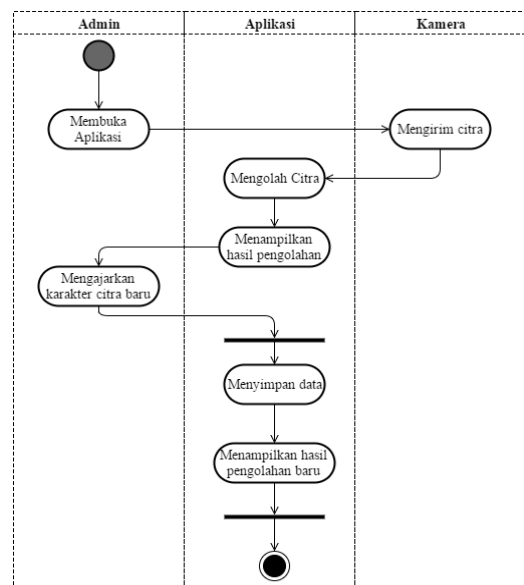 Admin
Aplikasi
Kamera
Membuka
Aplikasi
Mengirim citra
Mengolah Citra
Menampilkan
hasil pengolahan
Mengajarkan
karakter citra baru
Menyimpan data
Menampilkan hasil
pengolahan baru